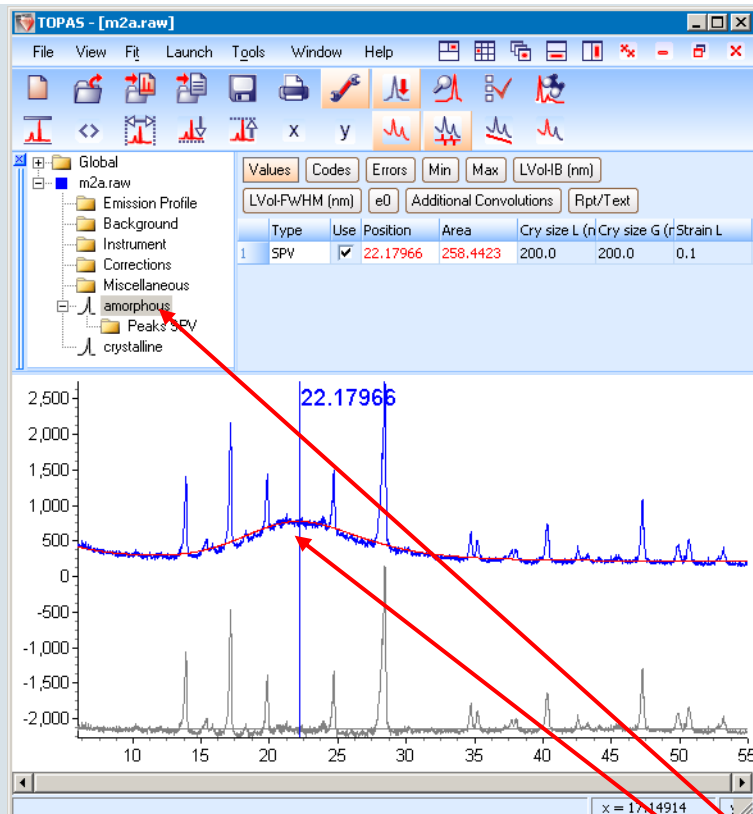 TOPAS - [m2a.raw]
File View Fit Launch Tools Window Help
x y
Global
m2a.raw
Emission Profile
Background
Instrument
Corrections
Miscellaneous
amorphous
Peaks SPV
crystalline
Values Codes Errors Min Max LVol-IB (nm)
LVol-FWHM (nm) e0 Additional Convolutions Rpt/Text
Type Use Position Area Cry size L (n Cry size G (r Strain L
1 SPV 22.17966 258.4423 200.0 200.0 0.1
22.17966
2,500
2,000
1,500
1,000
500
0
-500
-1,000
-1,500
-2,000
10 15 20 25 30 35 40 45 50 55
x = 17.14914